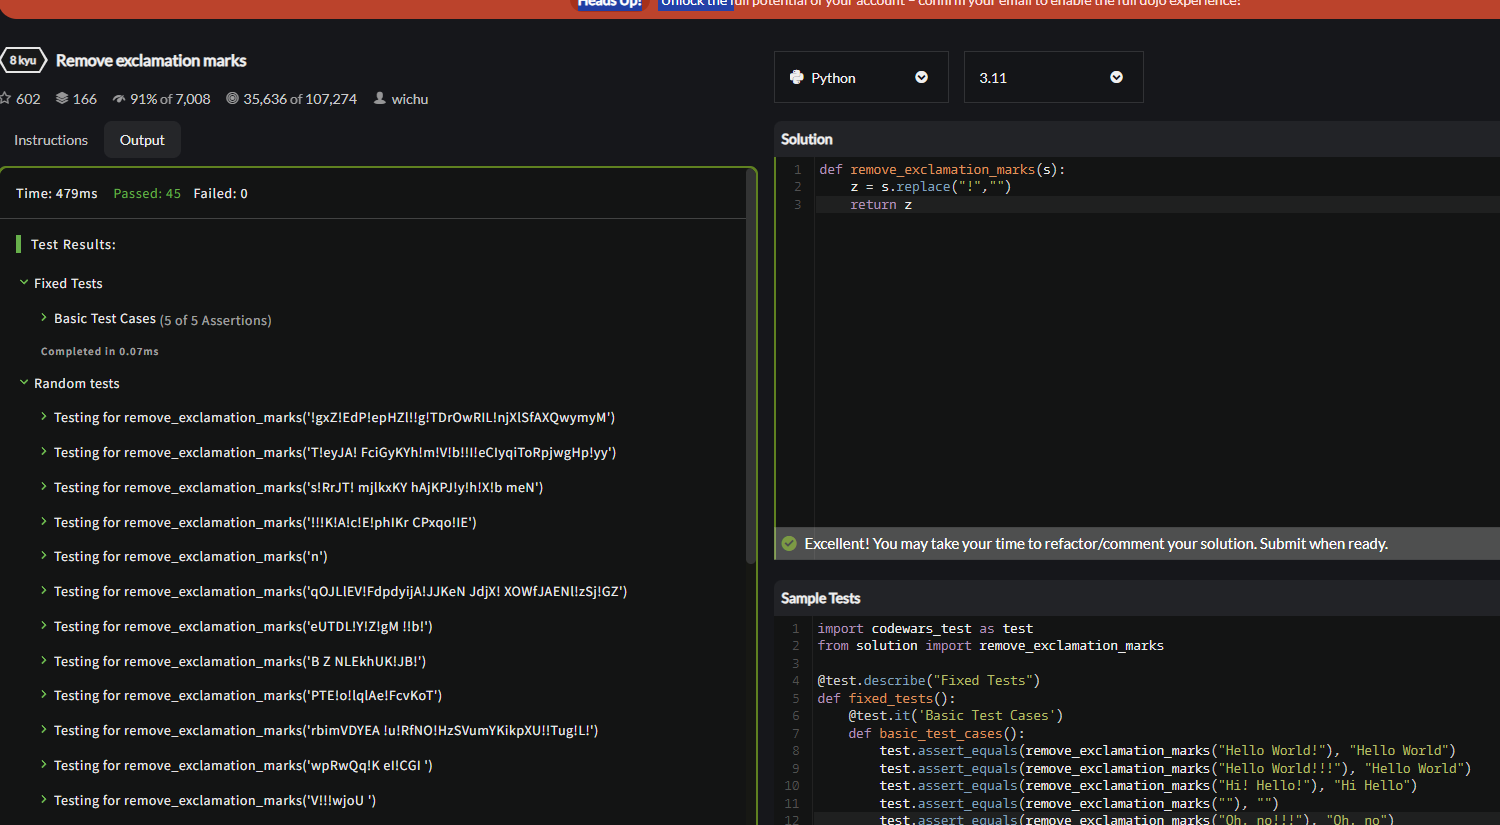 Heads Up! Unlock the full potential of your account – confirm your email to enable the full dojo experience!
8 kyu Remove exclamation marks
602 166 91% of 7,008 35,636 of 107,274 wichu
Instructions Output
Time: 479ms Passed: 45 Failed: 0
Test Results:
Fixed Tests
Basic Test Cases (5 of 5 Assertions)
Completed in 0.07ms
Random tests
Testing for remove_exclamation_marks('!gxZ!EdP!epHZl!!g!TDrOwRIL!njXlSfAXQwymyM')
Testing for remove_exclamation_marks('T!eyJA! FciGyKYh!m!V!b!!I!eCIyqiToRpjwgHp!yy')
Testing for remove_exclamation_marks('s!RrJT! mjlkxKY hAjKPJ!y!h!X!b meN')
Testing for remove_exclamation_marks('!!!K!A!c!E!phIKr CPxqo!IE')
Testing for remove_exclamation_marks('n')
Testing for remove_exclamation_marks('qOJLlEV!FdpdyijA!JJKeN JdjX! XOWfJAENl!zSj!GZ')
Testing for remove_exclamation_marks('eUTDL!Y!Z!gM !!b!')
Testing for remove_exclamation_marks('B Z NLEkhUK!JB!')
Testing for remove_exclamation_marks('PTE!o!lqlAe!FcvKoT')
Testing for remove_exclamation_marks('rbimVDYEA !u!RfNO!HzSVumYKikpXU!!Tug!L!')
Testing for remove_exclamation_marks('wpRwQq!K eI!CGI ')
Testing for remove_exclamation_marks('V!!!wjoU ')
Python 3.11
Solution
1 def remove_exclamation_marks(s):
2 z = s.replace("!","")
3 return z
Excellent! You may take your time to refactor/comment your solution. Submit when ready.
Sample Tests
1 import codewars_test as test
2 from solution import remove_exclamation_marks
3
4 @test.describe("Fixed Tests")
5 def fixed_tests():
6 @test.it('Basic Test Cases')
7 def basic_test_cases():
8 test.assert_equals(remove_exclamation_marks("Hello World!"), "Hello World")
9 test.assert_equals(remove_exclamation_marks("Hello World!!!"), "Hello World")
10 test.assert_equals(remove_exclamation_marks("Hi! Hello!"), "Hi Hello")
11 test.assert_equals(remove_exclamation_marks(""), "")
12 test.assert_equals(remove_exclamation_marks("Oh, no!!!"), "Oh, no")